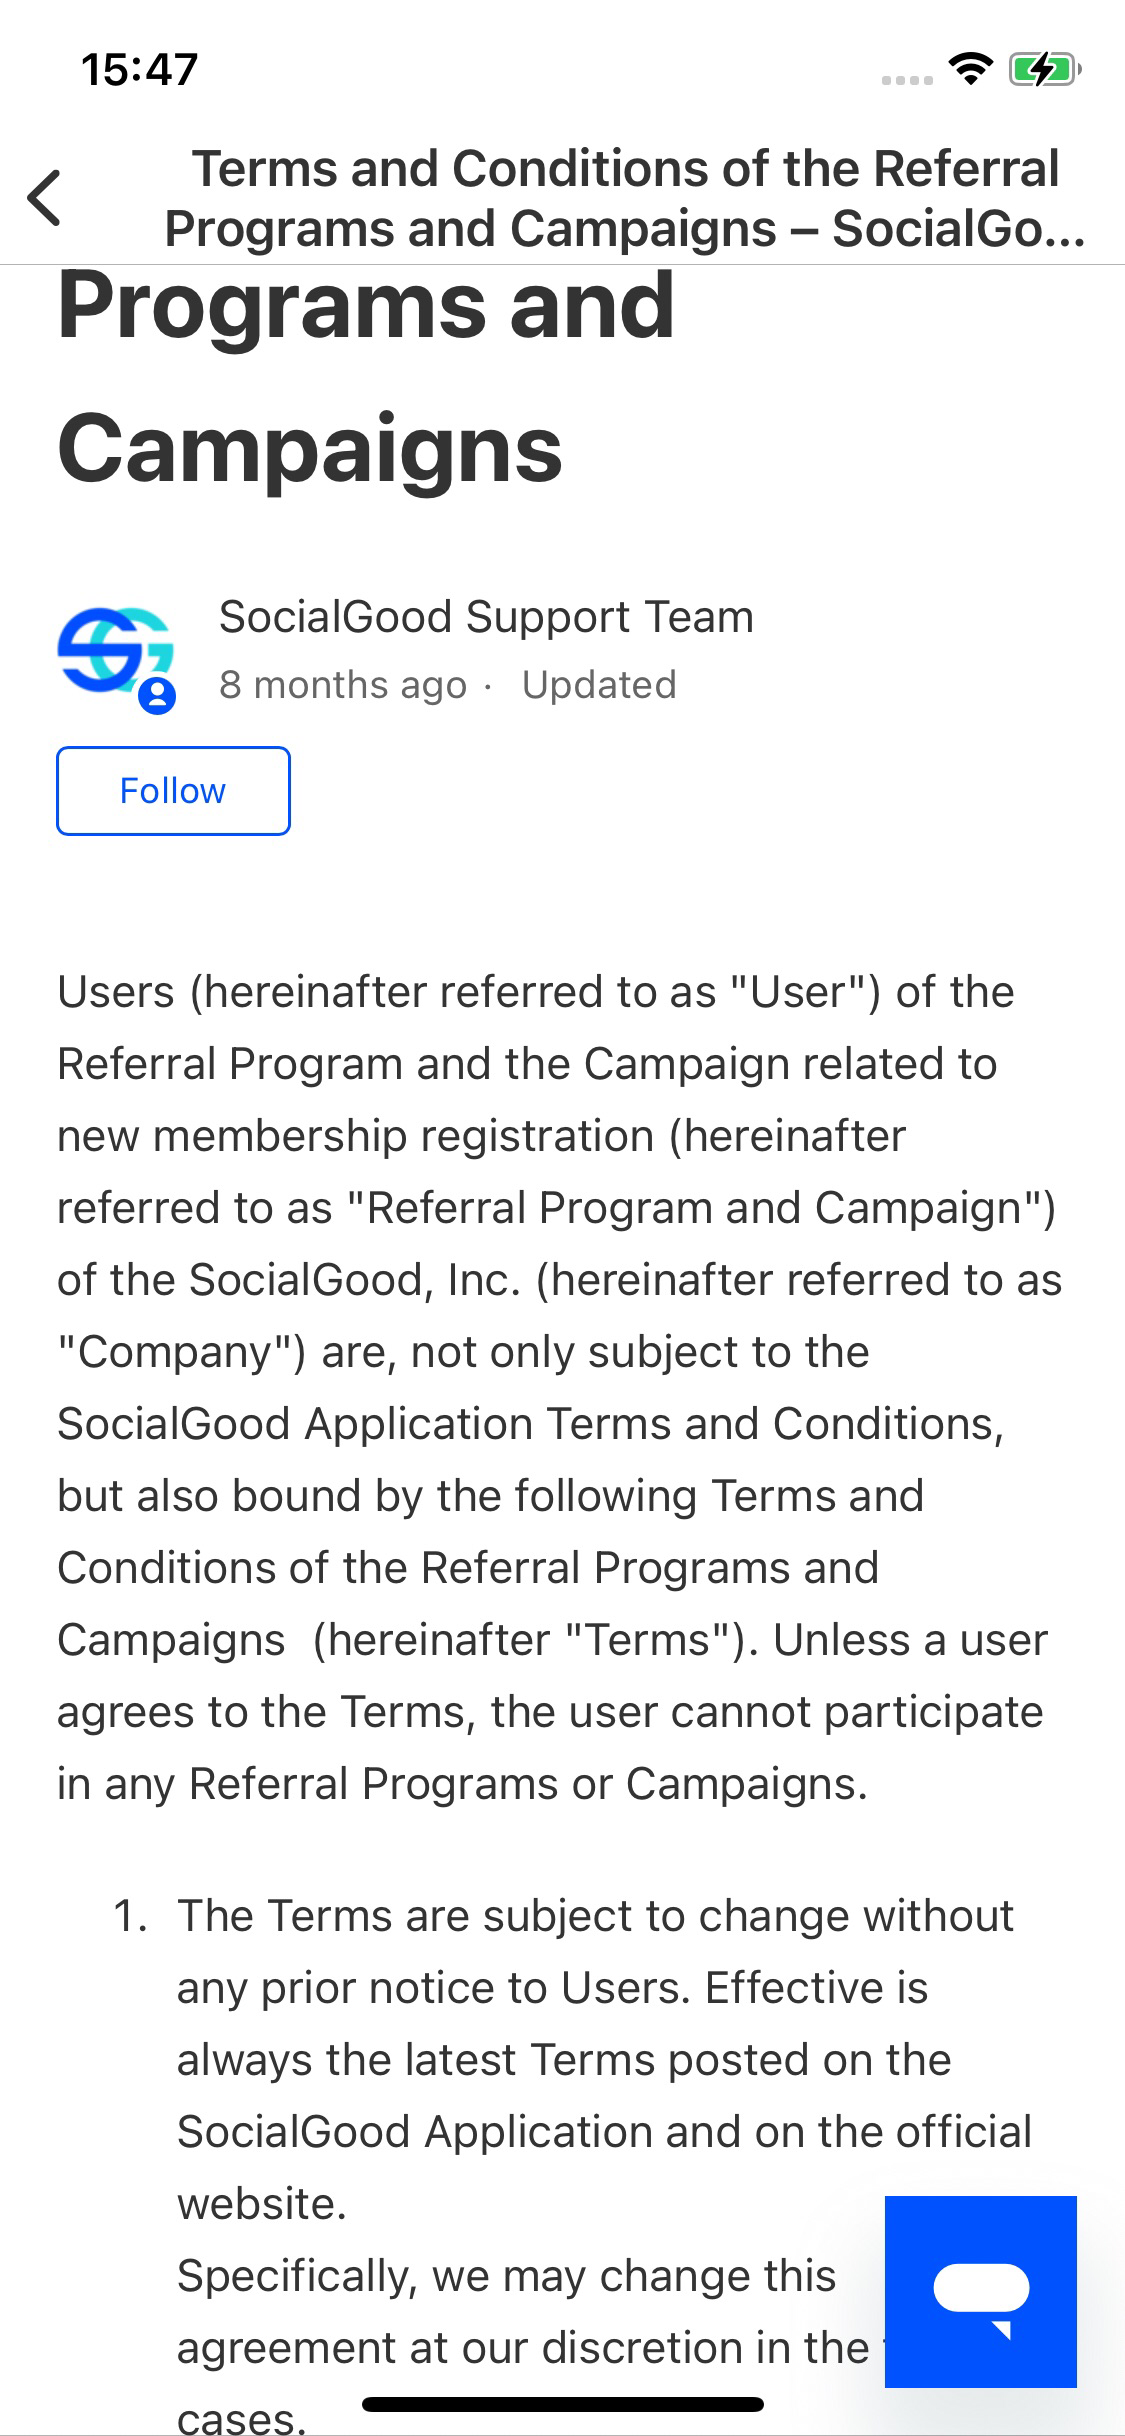 15:47
Terms and Conditions of the Referral
Programs and Campaigns – SocialGo...
Programs and
Campaigns
SocialGood Support Team
8 months ago · Updated
Follow
Users (hereinafter referred to as "User") of the
Referral Program and the Campaign related to
new membership registration (hereinafter
referred to as "Referral Program and Campaign")
of the SocialGood, Inc. (hereinafter referred to as
"Company") are, not only subject to the
SocialGood Application Terms and Conditions,
but also bound by the following Terms and
Conditions of the Referral Programs and
Campaigns  (hereinafter "Terms"). Unless a user
agrees to the Terms, the user cannot participate
in any Referral Programs or Campaigns.
1. The Terms are subject to change without
any prior notice to Users. Effective is
always the latest Terms posted on the
SocialGood Application and on the official
website.
Specifically, we may change this
agreement at our discretion in the
cases.